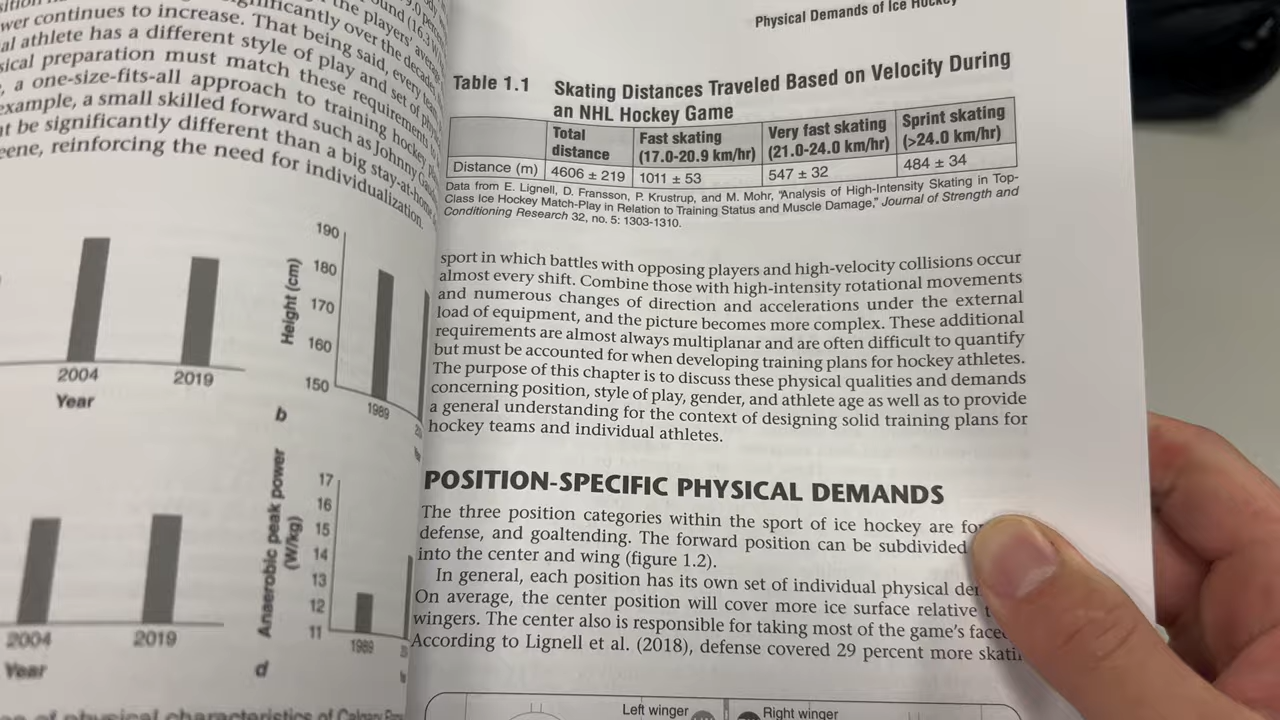 wer continues to increase. That being said, every
al athlete has a different style of play and set of
sical preparation must match these requirements
, a one-size-fits-all approach to training hockey
example, a small skilled forward such as Johnny
t be significantly different than a big stay-at-home
eene, reinforcing the need for individualization.
190
180
170
160
150
Height (cm)
1989
b
2004
2019
Year
17
16
15
14
13
12
11
Anaerobic peak power
(W/kg)
1989
d
2004
2019
Year
of physical characteristics of Calgary
Physical Demands of Ice Hockey
Table 1.1 Skating Distances Traveled Based on Velocity During
an NHL Hockey Game
Total distance
Fast skating (17.0-20.9 km/hr)
Very fast skating (21.0-24.0 km/hr)
Sprint skating (>24.0 km/hr)
Distance (m) 4606 ± 219 1011 ± 53 547 ± 32 484 ± 34
Data from E. Lignell, D. Fransson, P. Krustrup, and M. Mohr, "Analysis of High-Intensity Skating in Top-
Class Ice Hockey Match-Play in Relation to Training Status and Muscle Damage," Journal of Strength and
Conditioning Research 32, no. 5: 1303-1310.
sport in which battles with opposing players and high-velocity collisions occur
almost every shift. Combine those with high-intensity rotational movements
and numerous changes of direction and accelerations under the external
load of equipment, and the picture becomes more complex. These additional
requirements are almost always multiplanar and are often difficult to quantify
but must be accounted for when developing training plans for hockey athletes.
The purpose of this chapter is to discuss these physical qualities and demands
concerning position, style of play, gender, and athlete age as well as to provide
a general understanding for the context of designing solid training plans for
hockey teams and individual athletes.
POSITION-SPECIFIC PHYSICAL DEMANDS
The three position categories within the sport of ice hockey are for
defense, and goaltending. The forward position can be subdivided
into the center and wing (figure 1.2).
In general, each position has its own set of individual physical de
On average, the center position will cover more ice surface relative t
wingers. The center also is responsible for taking most of the game's face
According to Lignell et al. (2018), defense covered 29 percent more skati
Left winger
Right winger